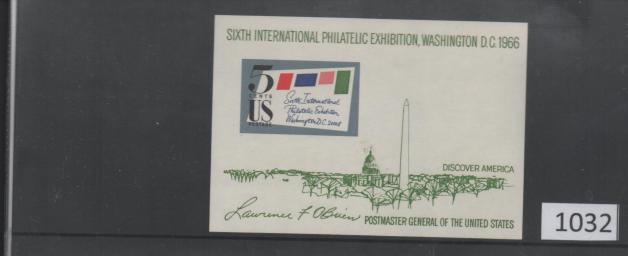 SIXTH INTERNATIONAL PHILATELIC EXHIBITION, WASHINGTON D.C. 1966
5
CENTS
US
POSTAGE
Sixth International
Philatelic Exhibition
Washington D.C.
DISCOVER AMERICA
Lawrence F O'Brien
POSTMASTER GENERAL OF THE UNITED STATES
1032